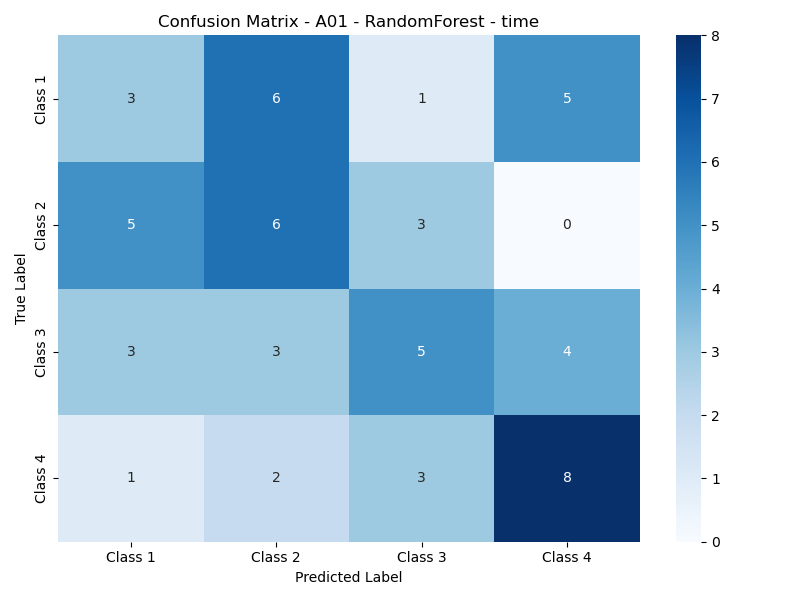 Confusion Matrix - A01 - RandomForest - time
True Label
Class 1
3 6 1 5
Class 2
5 6 3 0
Class 3
3 3 5 4
Class 4
1 2 3 8
Class 1 Class 2 Class 3 Class 4
Predicted Label
8
7
6
5
4
3
2
1
0